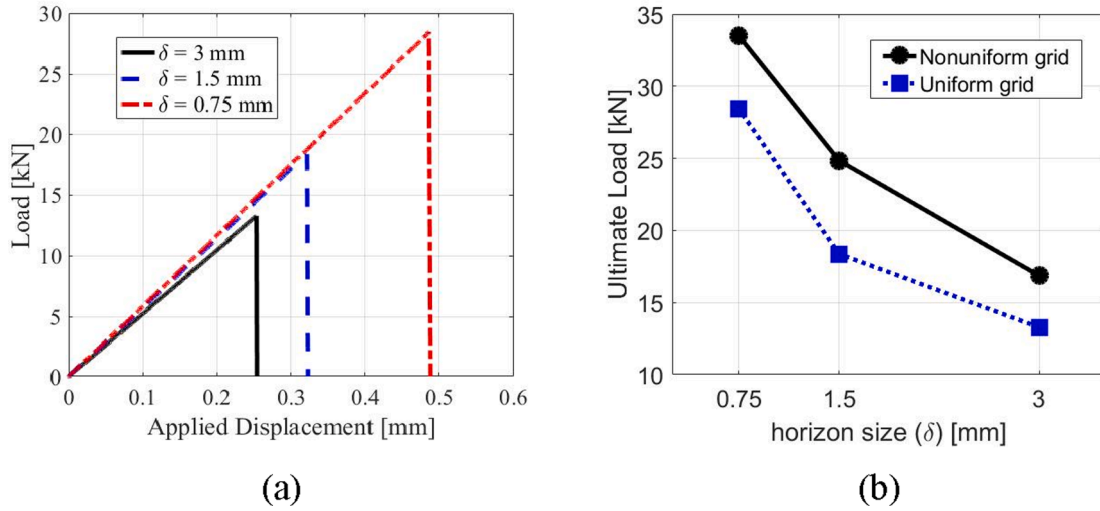 30
25
20
15
10
5
0
Load [kN]
δ = 3 mm
δ = 1.5 mm
δ = 0.75 mm
0 0.1 0.2 0.3 0.4 0.5 0.6
Applied Displacement [mm]
(a)
35
30
25
20
15
10
Ultimate Load [kN]
Nonuniform grid
Uniform grid
0.75 1.5 3
horizon size (δ) [mm]
(b)